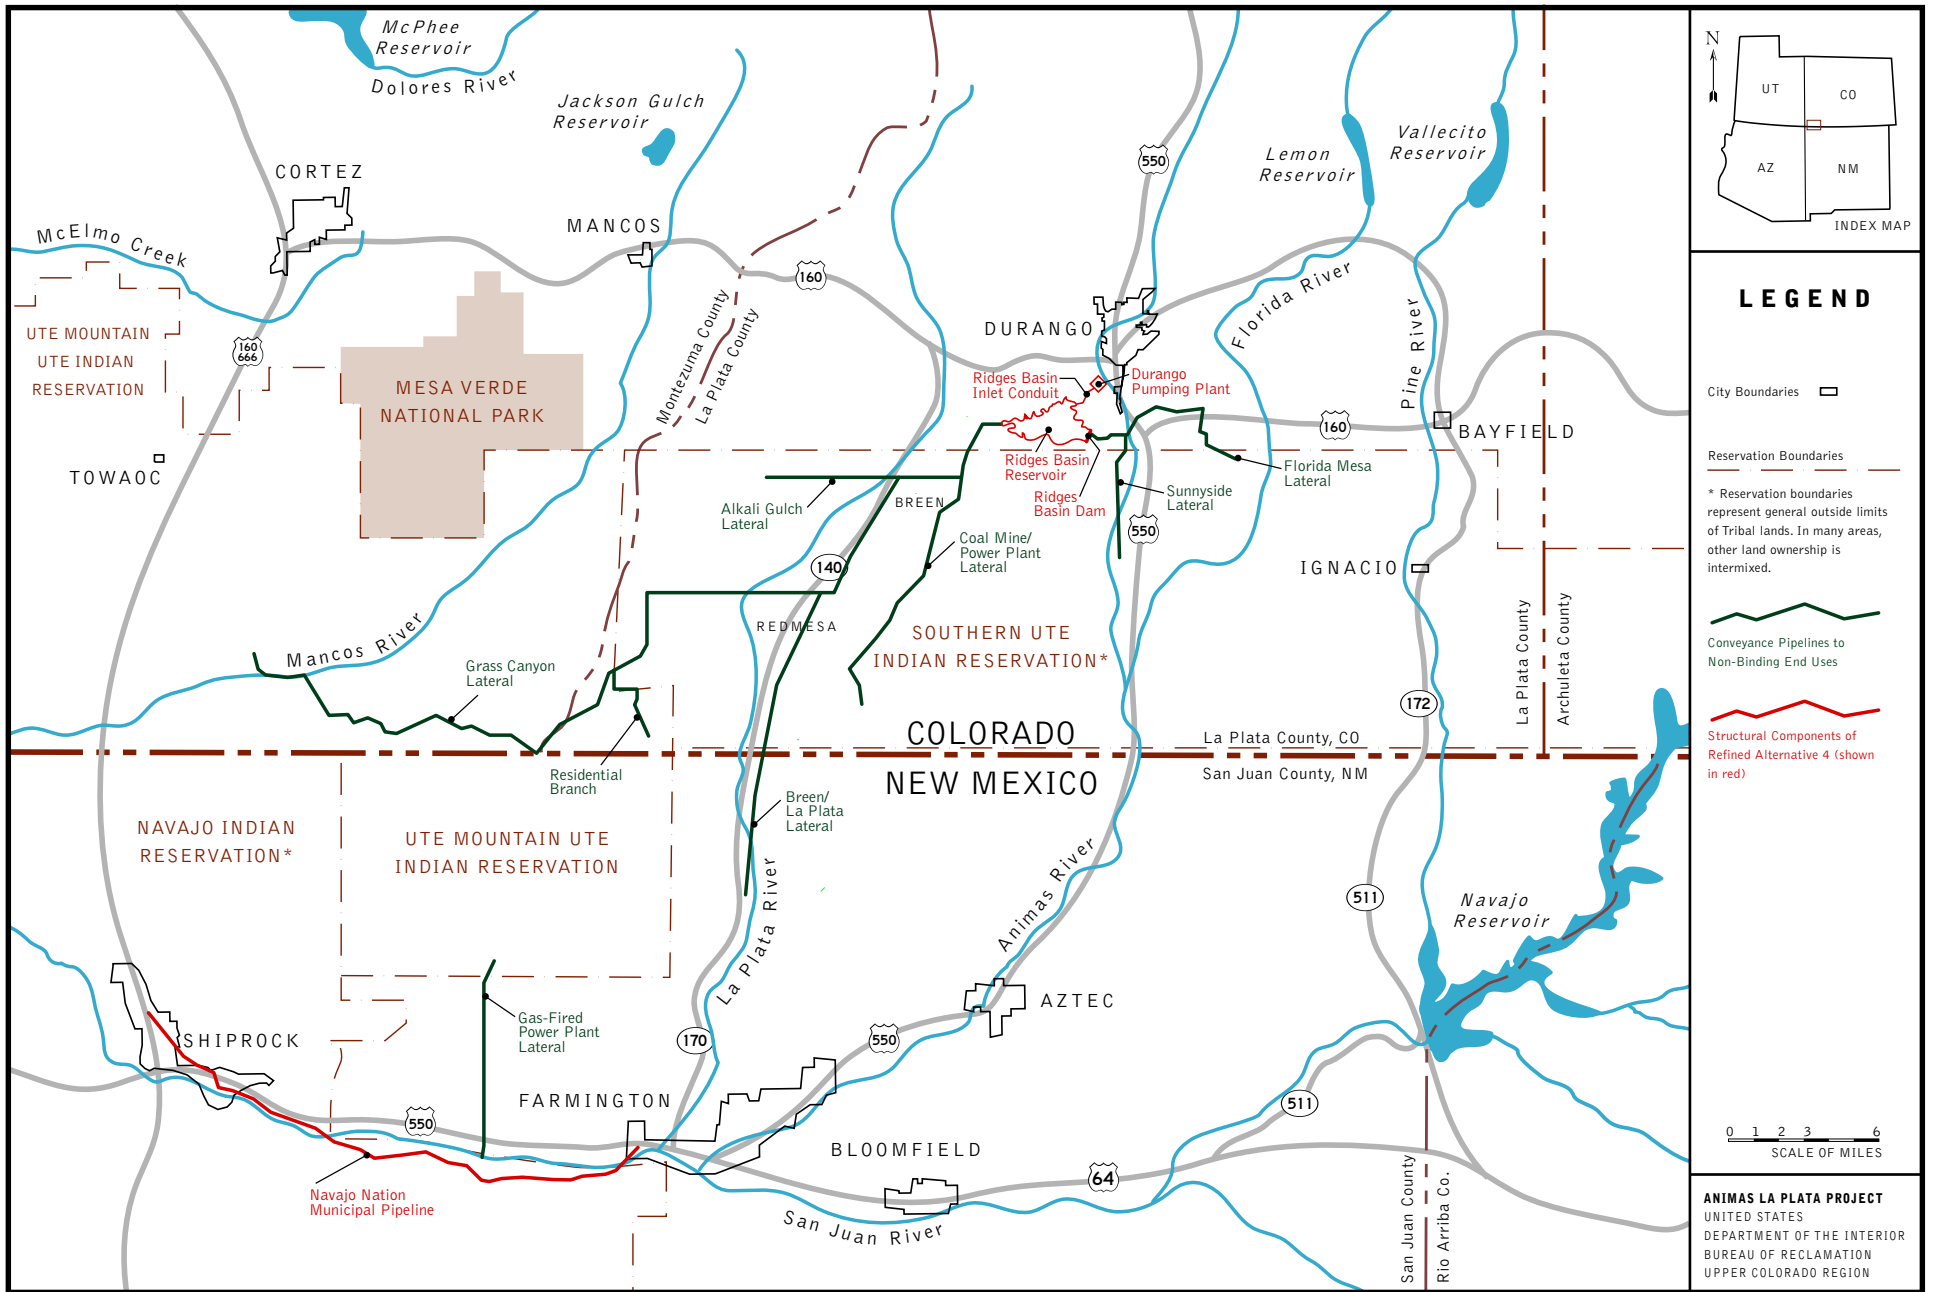 McPhee
Reservoir
Dolores River
Jackson Gulch
Reservoir
CORTEZ
MANCOS
McElmo Creek
UTE MOUNTAIN
UTE INDIAN
RESERVATION
160
666
MESA VERDE
NATIONAL PARK
TOWAOC
Montezuma County
La Plata County
160
550
Lemon
Reservoir
Vallecito
Reservoir
DURANGO
Florida River
Pine River
Ridges Basin
Inlet Conduit
Durango
Pumping Plant
160
BAYFIELD
Ridges Basin
Reservoir
Ridges
Basin Dam
Florida Mesa
Lateral
Sunnyside
Lateral
550
Alkali Gulch
Lateral
BREEN
Coal Mine/
Power Plant
Lateral
140
IGNACIO
REDMESA
SOUTHERN UTE
INDIAN RESERVATION*
La Plata County
Archuleta County
Mancos River
Grass Canyon
Lateral
172
COLORADO
NEW MEXICO
La Plata County, CO
San Juan County, NM
Residential
Branch
Breen/
La Plata
Lateral
NAVAJO INDIAN
RESERVATION*
UTE MOUNTAIN UTE
INDIAN RESERVATION
La Plata River
Animas River
511
Navajo
Reservoir
AZTEC
SHIPROCK
Gas-Fired
Power Plant
Lateral
170
550
FARMINGTON
550
BLOOMFIELD
511
64
Navajo Nation
Municipal Pipeline
San Juan River
San Juan County
Rio Arriba Co.
N
UT
CO
AZ
NM
INDEX MAP
LEGEND
City Boundaries
Reservation Boundaries
* Reservation boundaries
represent general outside limits
of Tribal lands. In many areas,
other land ownership is
intermixed.
Conveyance Pipelines to
Non-Binding End Uses
Structural Components of
Refined Alternative 4 (shown
in red)
0 1 2 3 6
SCALE OF MILES
ANIMAS LA PLATA PROJECT
UNITED STATES
DEPARTMENT OF THE INTERIOR
BUREAU OF RECLAMATION
UPPER COLORADO REGION